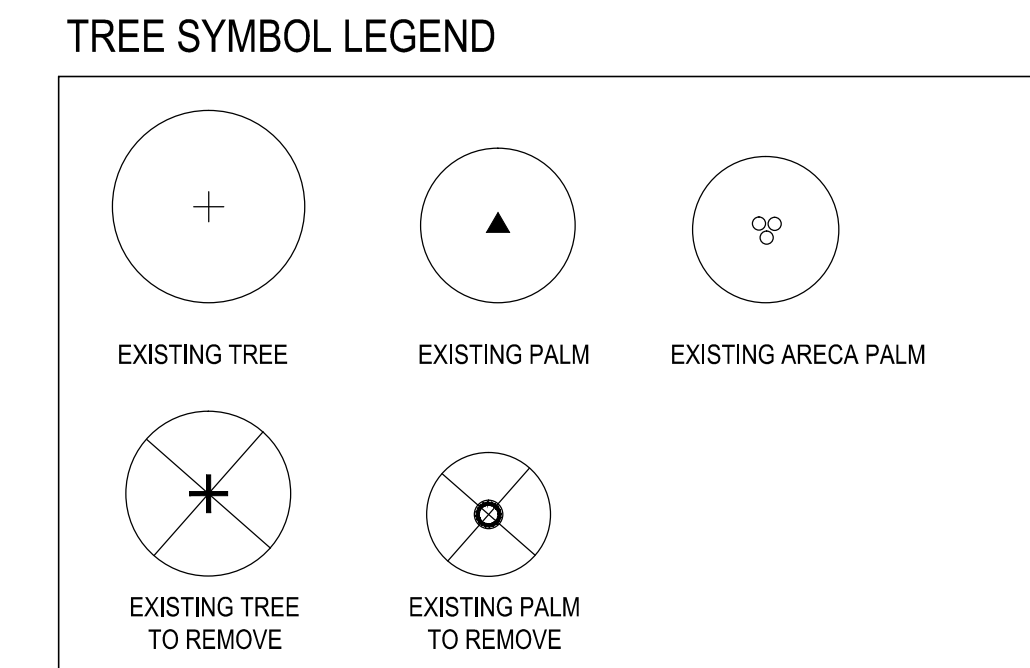 TREE SYMBOL LEGEND
EXISTING TREE
EXISTING PALM
EXISTING ARECA PALM
EXISTING TREE
TO REMOVE
EXISTING PALM
TO REMOVE